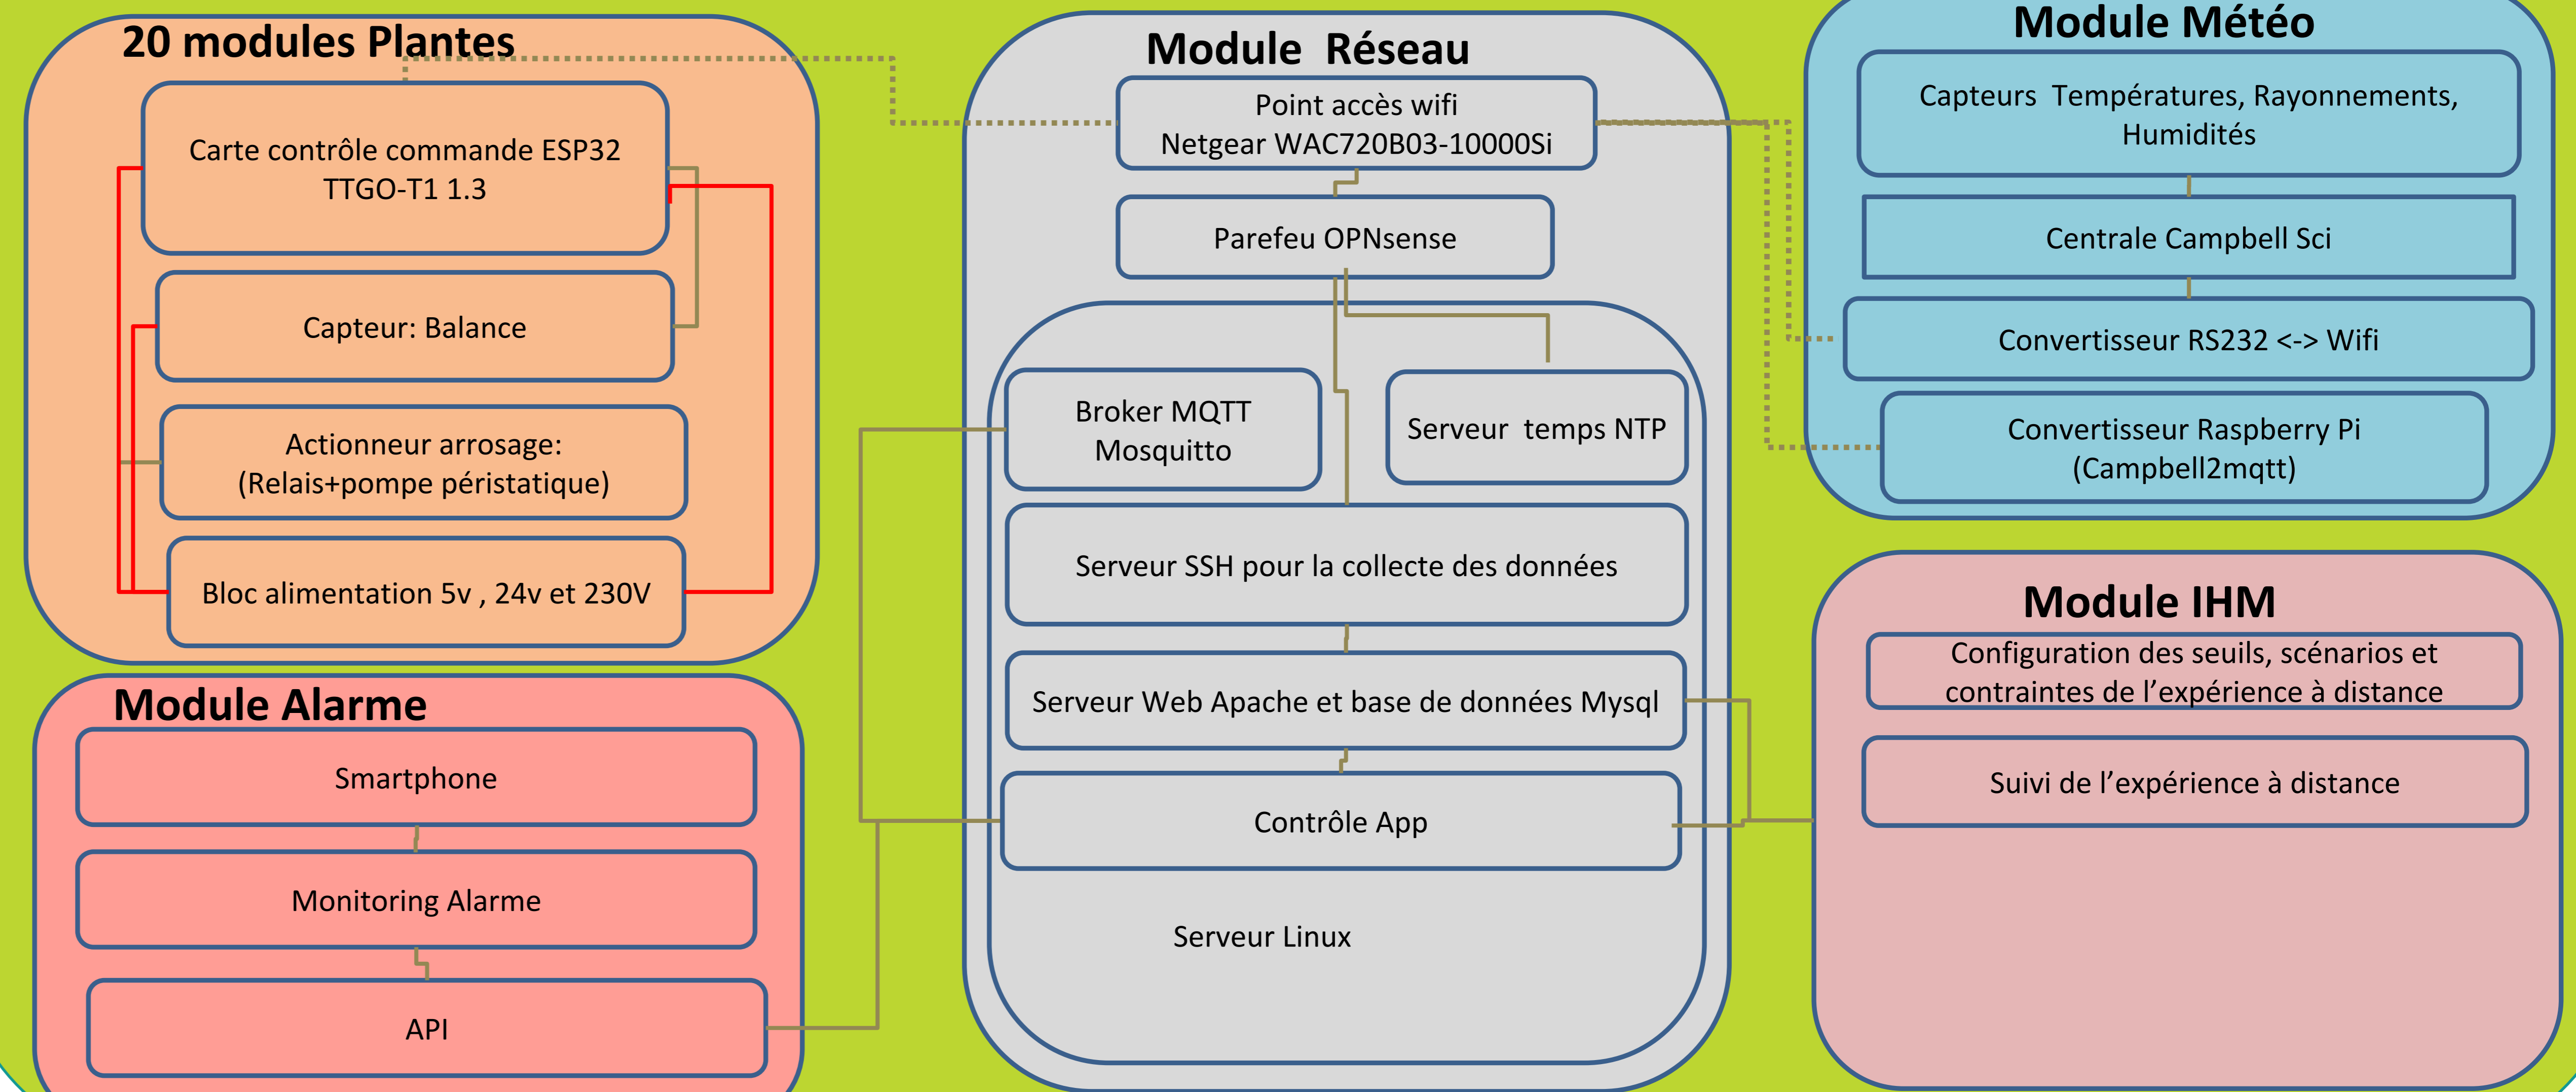 20 modules Plantes
Carte contrôle commande ESP32
TTGO-T1 1.3
Capteur: Balance
Actionneur arrosage:
(Relais+pompe péristatique)
Bloc alimentation 5v , 24v et 230V
Module Alarme
Smartphone
Monitoring Alarme
API
Module Réseau
Point accès wifi
Netgear WAC720B03-10000Si
Parefeu OPNsense
Broker MQTT
Mosquitto
Serveur temps NTP
Serveur SSH pour la collecte des données
Serveur Web Apache et base de données Mysql
Contrôle App
Serveur Linux
Module Météo
Capteurs Températures, Rayonnements,
Humidités
Centrale Campbell Sci
Convertisseur RS232 <-> Wifi
Convertisseur Raspberry Pi
(Campbell2mqtt)
Module IHM
Configuration des seuils, scénarios et
contraintes de l’expérience à distance
Suivi de l’expérience à distance